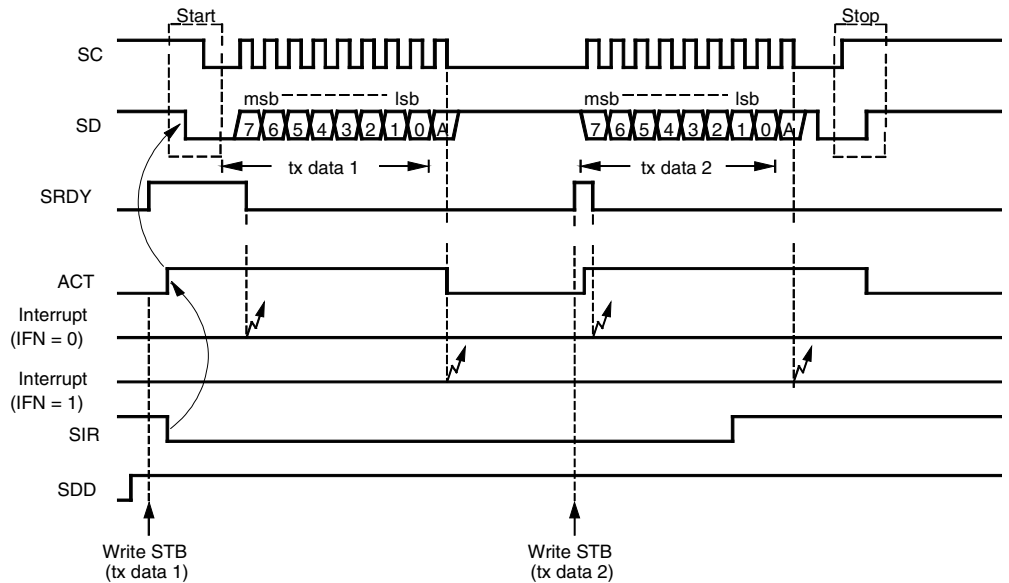 Start
Stop
SC
msb lsb
msb lsb
SD
7 6 5 4 3 2 1 0 A
7 6 5 4 3 2 1 0 A
tx data 1
tx data 2
SRDY
ACT
Interrupt
(IFN = 0)
Interrupt
(IFN = 1)
SIR
SDD
Write STB
(tx data 1)
Write STB
(tx data 2)